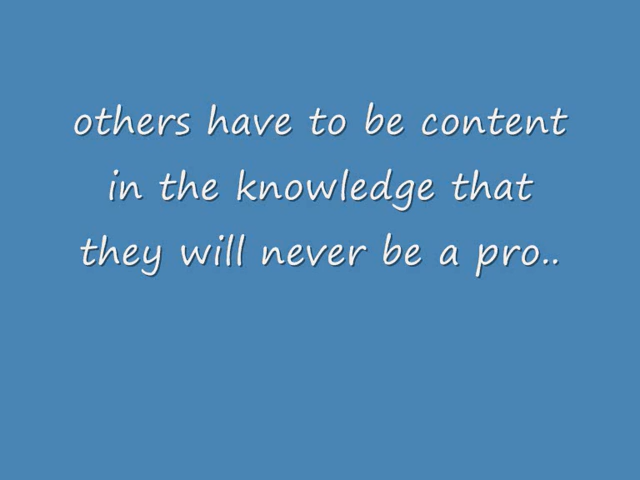 others have to be content
in the knowledge that
they will never be a pro..